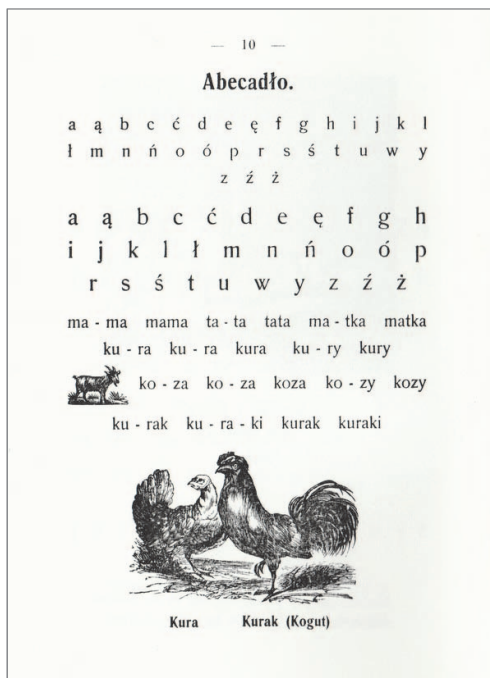 — 10 —
Abecadło.
a ą b c ć d e ę f g h i j k l
ł m n ń o ó p r s ś t u w y
z ź ż
a ą b c ć d e ę f g h
i j k l ł m n ń o ó p
r s ś t u w y z ź ż
ma - ma mama ta - ta tata ma - tka matka
ku - ra ku - ra kura ku - ry kury
ko - za ko - za koza ko - zy kozy
ku - rak ku - ra - ki kurak kuraki
Kura Kurak (Kogut)